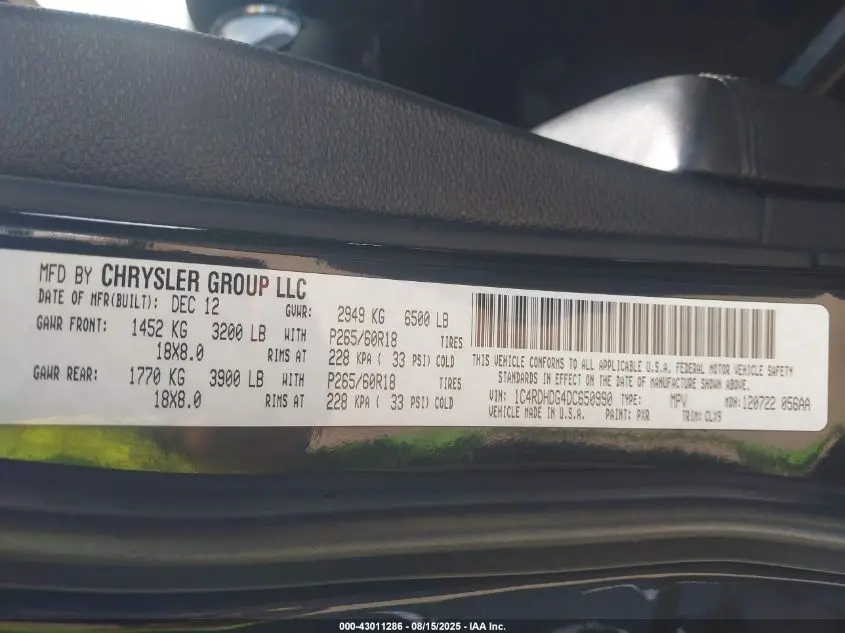 MFD BY CHRYSLER GROUP LLC
DATE OF MFR(BUILT): DEC 12 GVWR: 2949 KG 6500 LB
GAWR FRONT: 1452 KG 3200 LB WITH P265/60R18 TIRES
18X8.0 RIMS AT 228 KPA ( 33 PSI) COLD
GAWR REAR: 1770 KG 3900 LB WITH P265/60R18 TIRES
18X8.0 RIMS AT 228 KPA ( 33 PSI) COLD
THIS VEHICLE CONFORMS TO ALL APPLICABLE U.S.A. FEDERAL MOTOR VEHICLE SAFETY
STANDARDS IN EFFECT ON THE DATE OF MANUFACTURE SHOWN ABOVE.
VIN: 1C4RDHDG4DC650990 TYPE: MPV MDH: 120722 056AA
VEHICLE MADE IN U.S.A. PAINT: PXR TRIM: CLX9
000-43011286 - 08/15/2025 - IAA Inc.